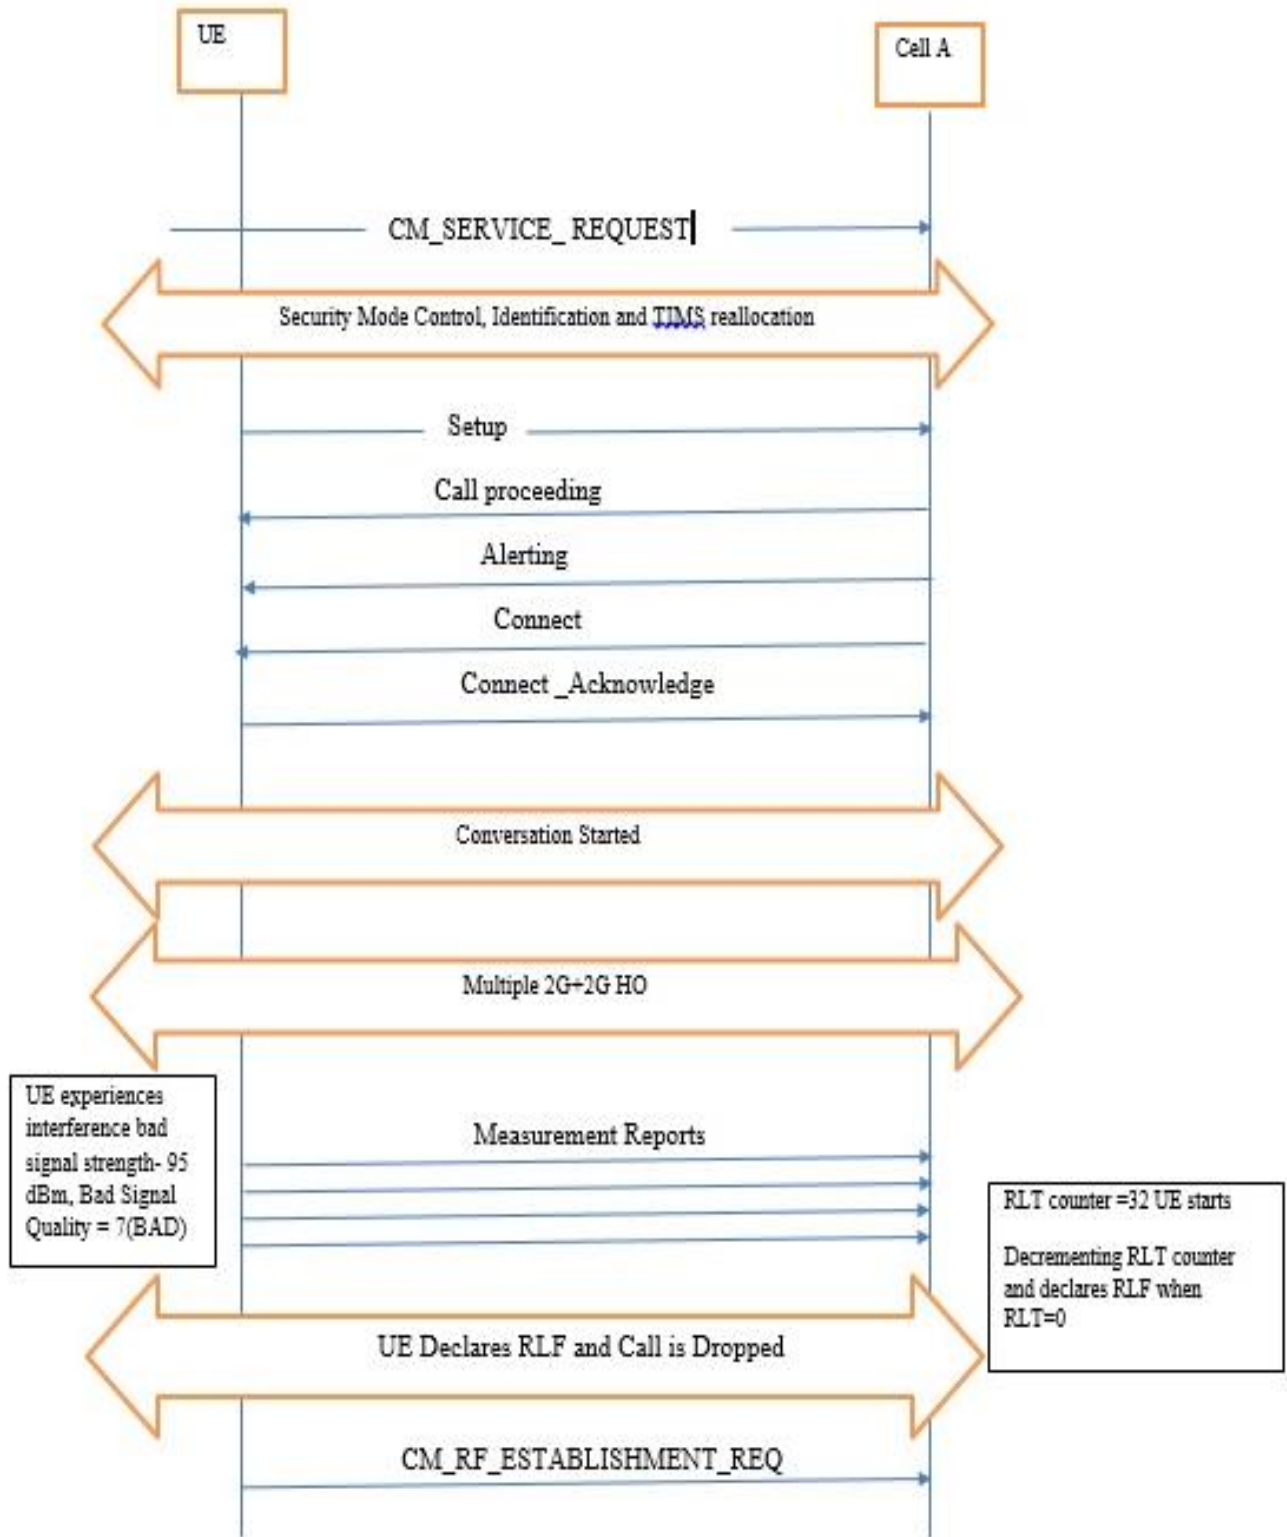 UE
Cell A
CM_SERVICE_ REQUEST
Security Mode Control, Identification and TIMS reallocation
Setup
Call proceeding
Alerting
Connect
Connect _Acknowledge
Conversation Started
Multiple 2G+2G HO
UE experiences
interference bad
signal strength- 95
dBm, Bad Signal
Quality = 7(BAD)
Measurement Reports
RLT counter =32 UE starts
Decrementing RLT counter
and declares RLF when
RLT=0
UE Declares RLF and Call is Dropped
CM_RF_ESTABLISHMENT_REQ